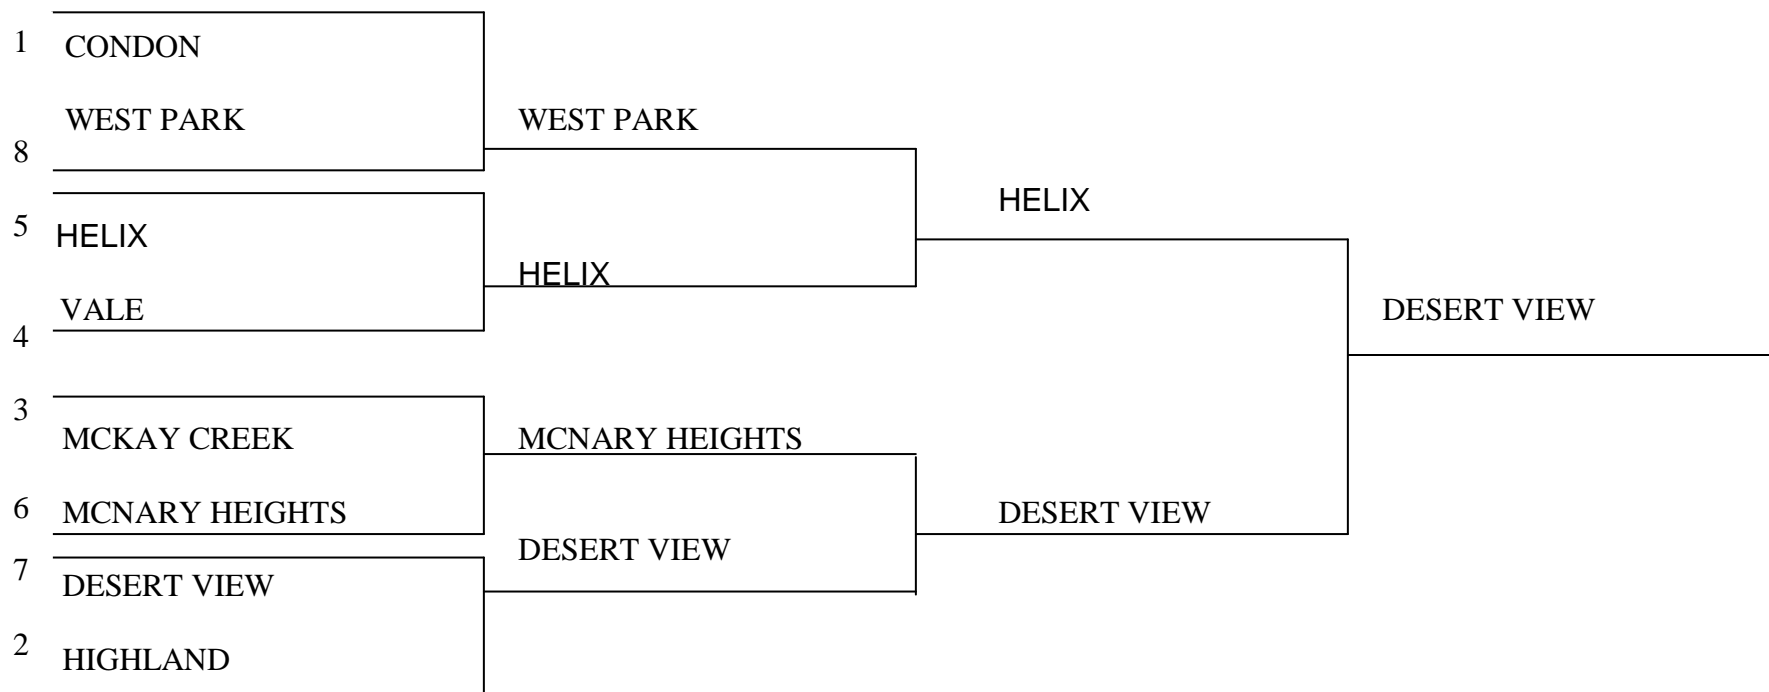 1 CONDON
WEST PARK WEST PARK
8
HELIX
5 HELIX
HELIX
VALE DESERT VIEW
4
3
MCKAY CREEK MCNARY HEIGHTS
6 MCNARY HEIGHTS DESERT VIEW
DESERT VIEW
7
DESERT VIEW
2 HIGHLAND